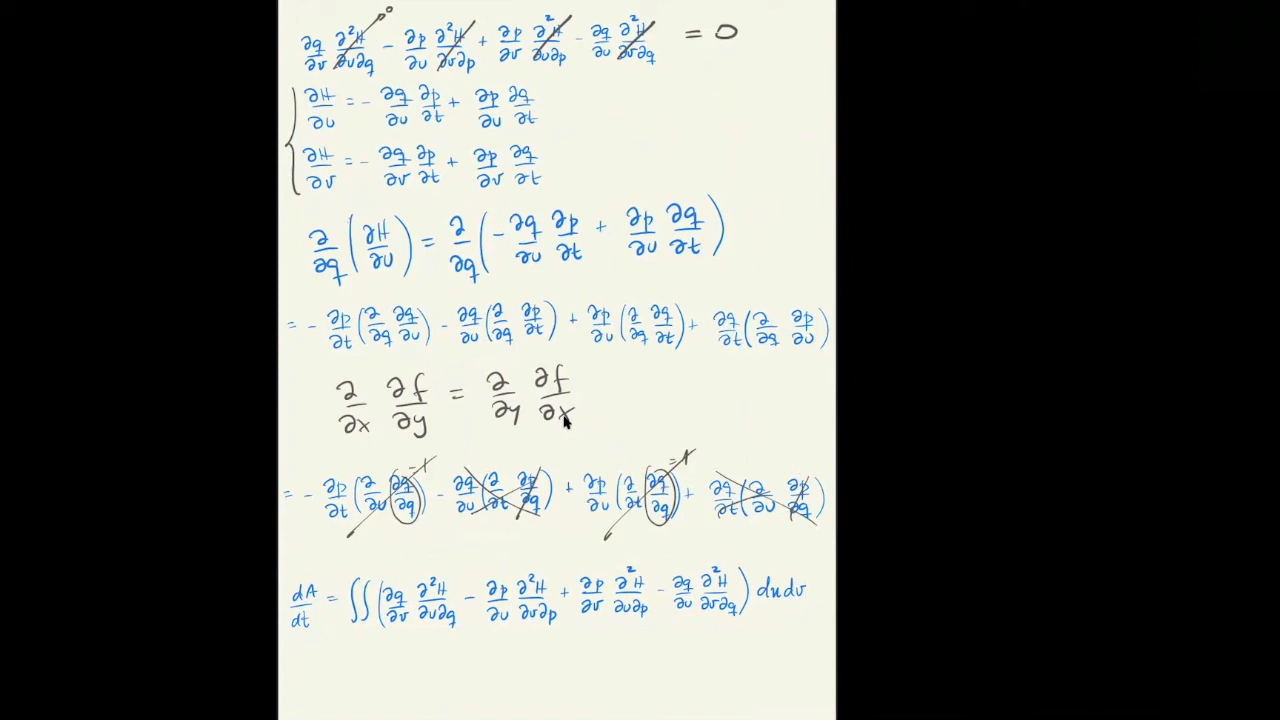 ∂q/∂v ∂²H/∂u∂q − ∂p/∂u ∂²H/∂v∂p + ∂p/∂v ∂²H/∂u∂p − ∂q/∂u ∂²H/∂v∂q = 0
∂H/∂u = − ∂q/∂u ∂p/∂t + ∂p/∂u ∂q/∂t
∂H/∂v = − ∂q/∂v ∂p/∂t + ∂p/∂v ∂q/∂t
∂/∂q (∂H/∂u) = ∂/∂q (− ∂q/∂u ∂p/∂t + ∂p/∂u ∂q/∂t)
= − ∂p/∂t (∂/∂q ∂q/∂u) − ∂q/∂u (∂/∂q ∂p/∂t) + ∂p/∂u (∂/∂q ∂q/∂t) + ∂q/∂t (∂/∂q ∂p/∂u)
∂/∂x ∂f/∂y = ∂/∂y ∂f/∂x
= − ∂p/∂t (∂/∂u ∂q/∂q) − ∂q/∂u (∂/∂t ∂p/∂q) + ∂p/∂u (∂/∂t ∂q/∂q) + ∂q/∂t (∂/∂u ∂p/∂q)
dA/dt = ∫∫ (∂q/∂v ∂²H/∂u∂q − ∂p/∂u ∂²H/∂v∂p + ∂p/∂v ∂²H/∂u∂p − ∂q/∂u ∂²H/∂v∂q) du dv